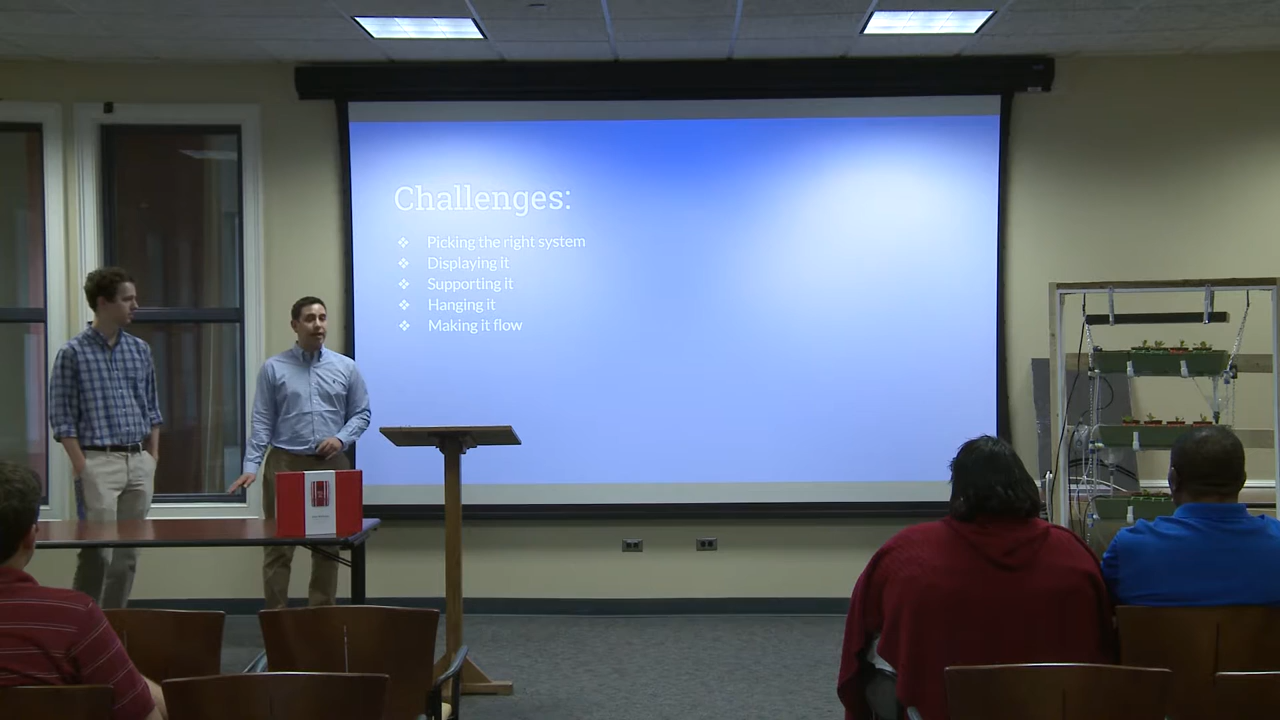 Challenges:
❖ Picking the right system
❖ Displaying it
❖ Supporting it
❖ Hanging it
❖ Making it flow